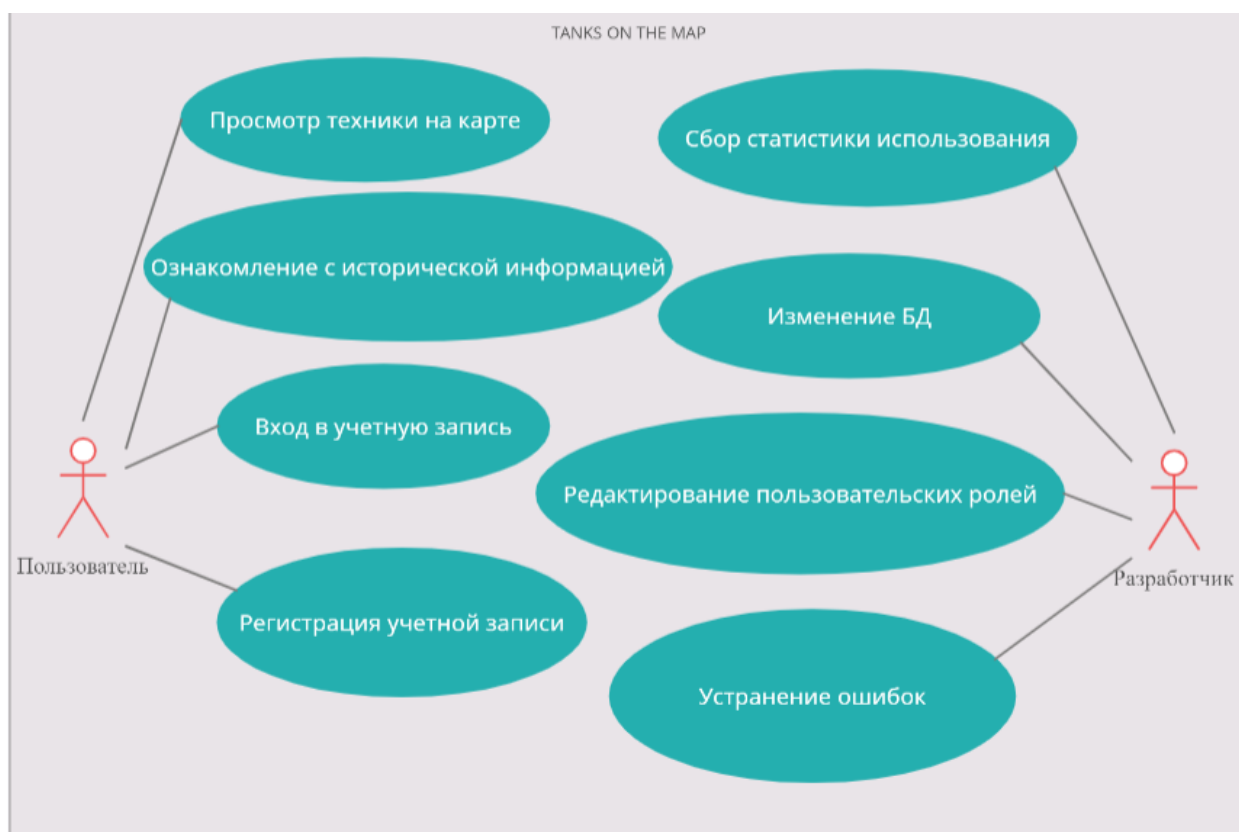 TANKS ON THE MAP
Просмотр техники на карте
Сбор статистики использования
Ознакомление с исторической информацией
Изменение БД
Вход в учетную запись
Редактирование пользовательских ролей
Пользователь
Разработчик
Регистрация учетной записи
Устранение ошибок